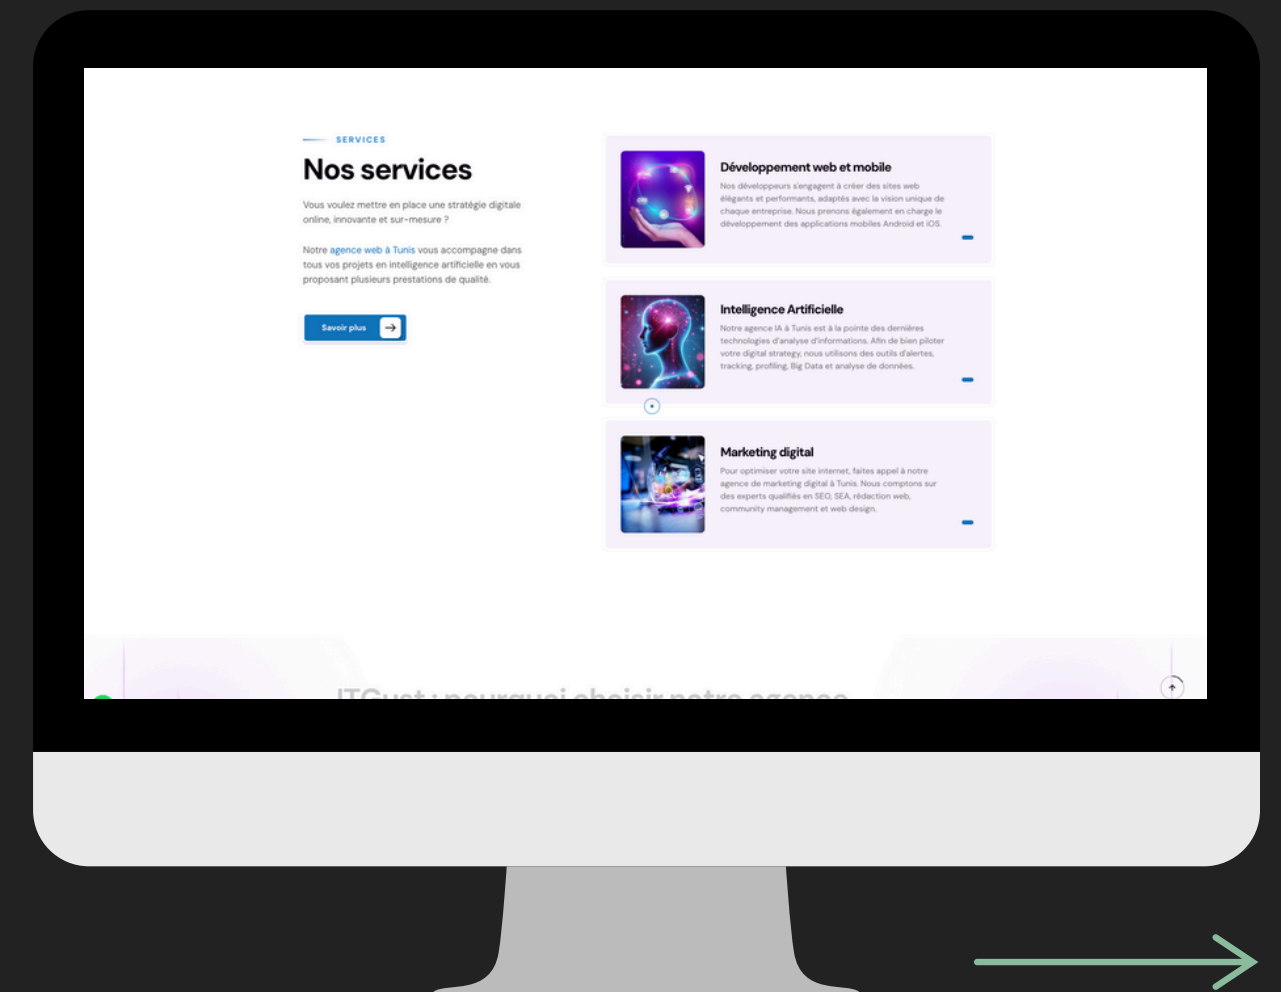 SERVICES
Nos services
Vous voulez mettre en place une stratégie digitale
online, innovante et sur-mesure ?
Notre agence web à Tunis vous accompagne dans
tous vos projets en intelligence artificielle en vous
proposant plusieurs prestations de qualité.
Savoir plus
Développement web et mobile
Nos développeurs s'engagent à créer des sites web
élégants et performants, adaptés avec la vision unique de
chaque entreprise. Nous prenons également en charge le
développement des applications mobiles Android et iOS.
Intelligence Artificielle
Notre agence IA à Tunis est à la pointe des dernières
technologies d'analyse d'informations. Afin de bien piloter
votre digital strategy, nous utilisons des outils d'alertes,
tracking, profiling, Big Data et analyse de données.
Marketing digital
Pour optimiser votre site internet, faites appel à notre
agence de marketing digital à Tunis. Nous comptons sur
des experts qualifiés en SEO, SEA, rédaction web,
community management et web design.
: pourquoi choisir notre agence